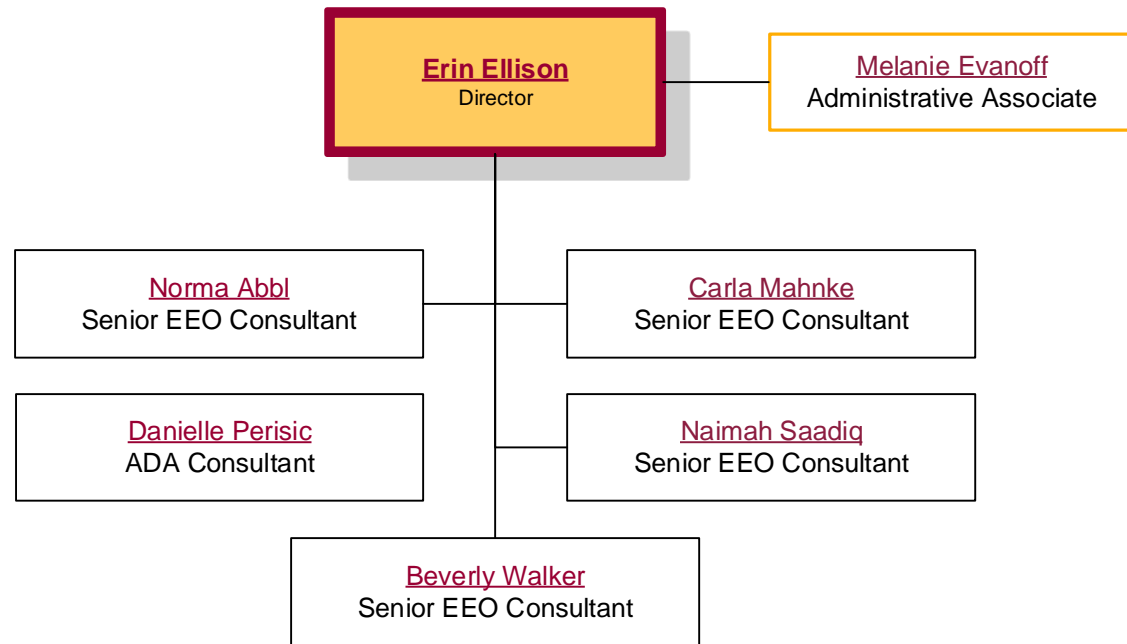 Erin Ellison
Director
Melanie Evanoff
Administrative Associate
Norma Abbl
Senior EEO Consultant
Carla Mahnke
Senior EEO Consultant
Danielle Perisic
ADA Consultant
Naimah Saadiq
Senior EEO Consultant
Beverly Walker
Senior EEO Consultant